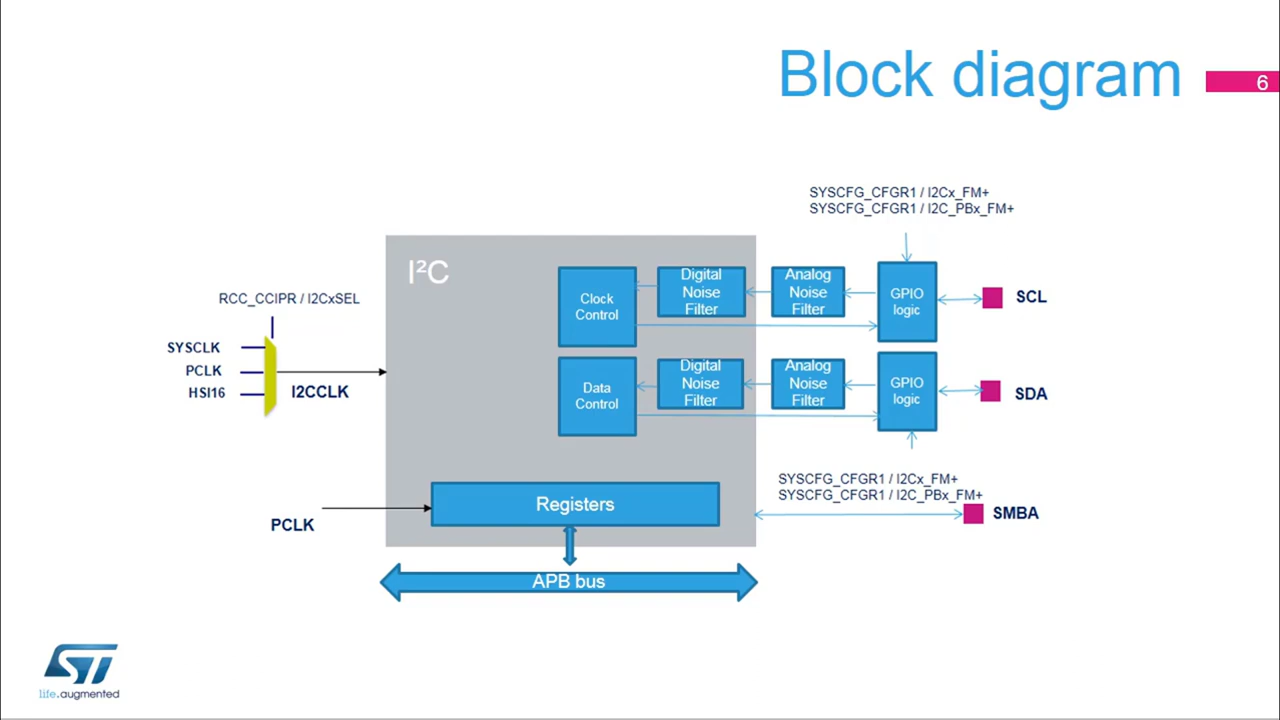 Block diagram
6
SYSCFG_CFGR1 / I2Cx_FM+
SYSCFG_CFGR1 / I2C_PBx_FM+
I²C
RCC_CCIPR / I2CxSEL
SYSCLK
PCLK
HSI16
I2CCLK
Clock
Control
Digital
Noise
Filter
Analog
Noise
Filter
GPIO
logic
SCL
Data
Control
Digital
Noise
Filter
Analog
Noise
Filter
GPIO
logic
SDA
SYSCFG_CFGR1 / I2Cx_FM+
SYSCFG_CFGR1 / I2C_PBx_FM+
SMBA
PCLK
Registers
APB bus
ST
life.augmented